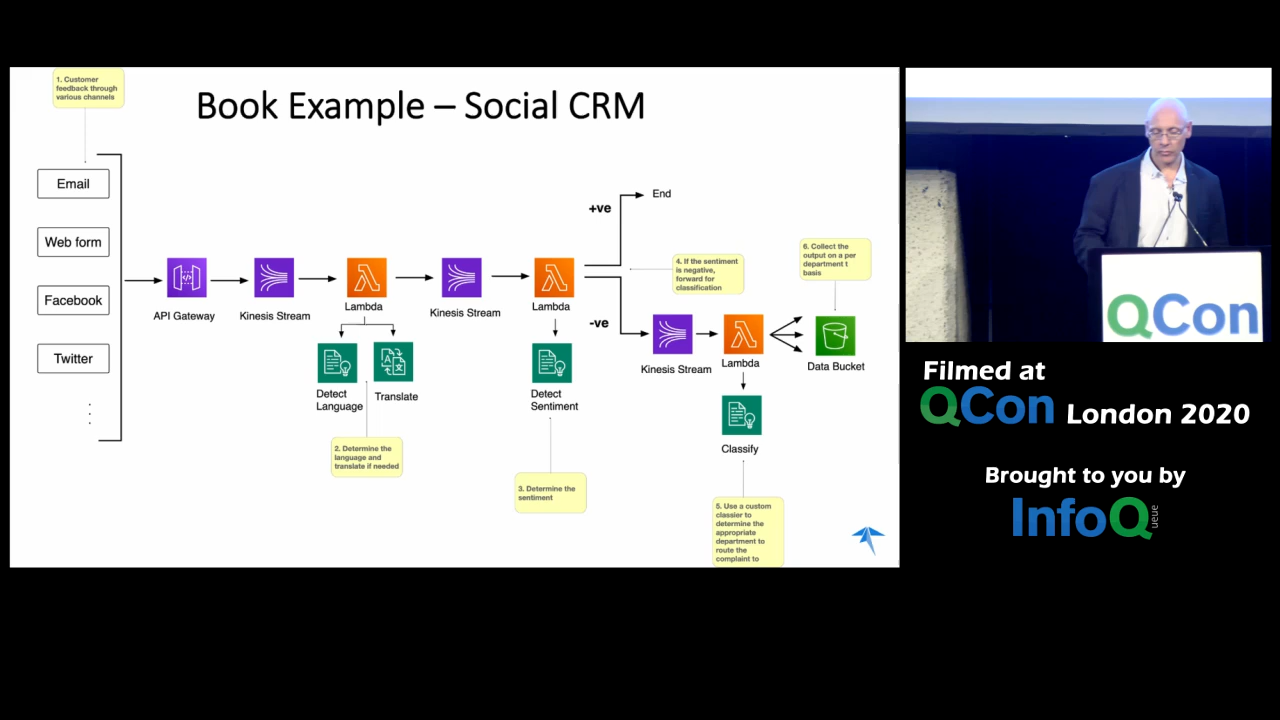 1. Customer
feedback through
various channels
Book Example – Social CRM
Email
Web form
Facebook
Twitter
API Gateway
Kinesis Stream
Lambda
Detect
Language
Translate
2. Determine the
language and
translate if needed
Kinesis Stream
Lambda
Detect
Sentiment
3. Determine the
sentiment
+ve
End
-ve
4. If the sentiment
is negative,
forward for
classification
Kinesis Stream
Lambda
Classify
5. Use a custom
classier to
determine the
appropriate
department to
route the
complaint to
6. Collect the
output on a per
department t
basis
Data Bucket
QCon
Filmed at
QCon London 2020
Brought to you by
InfoQ
ueue